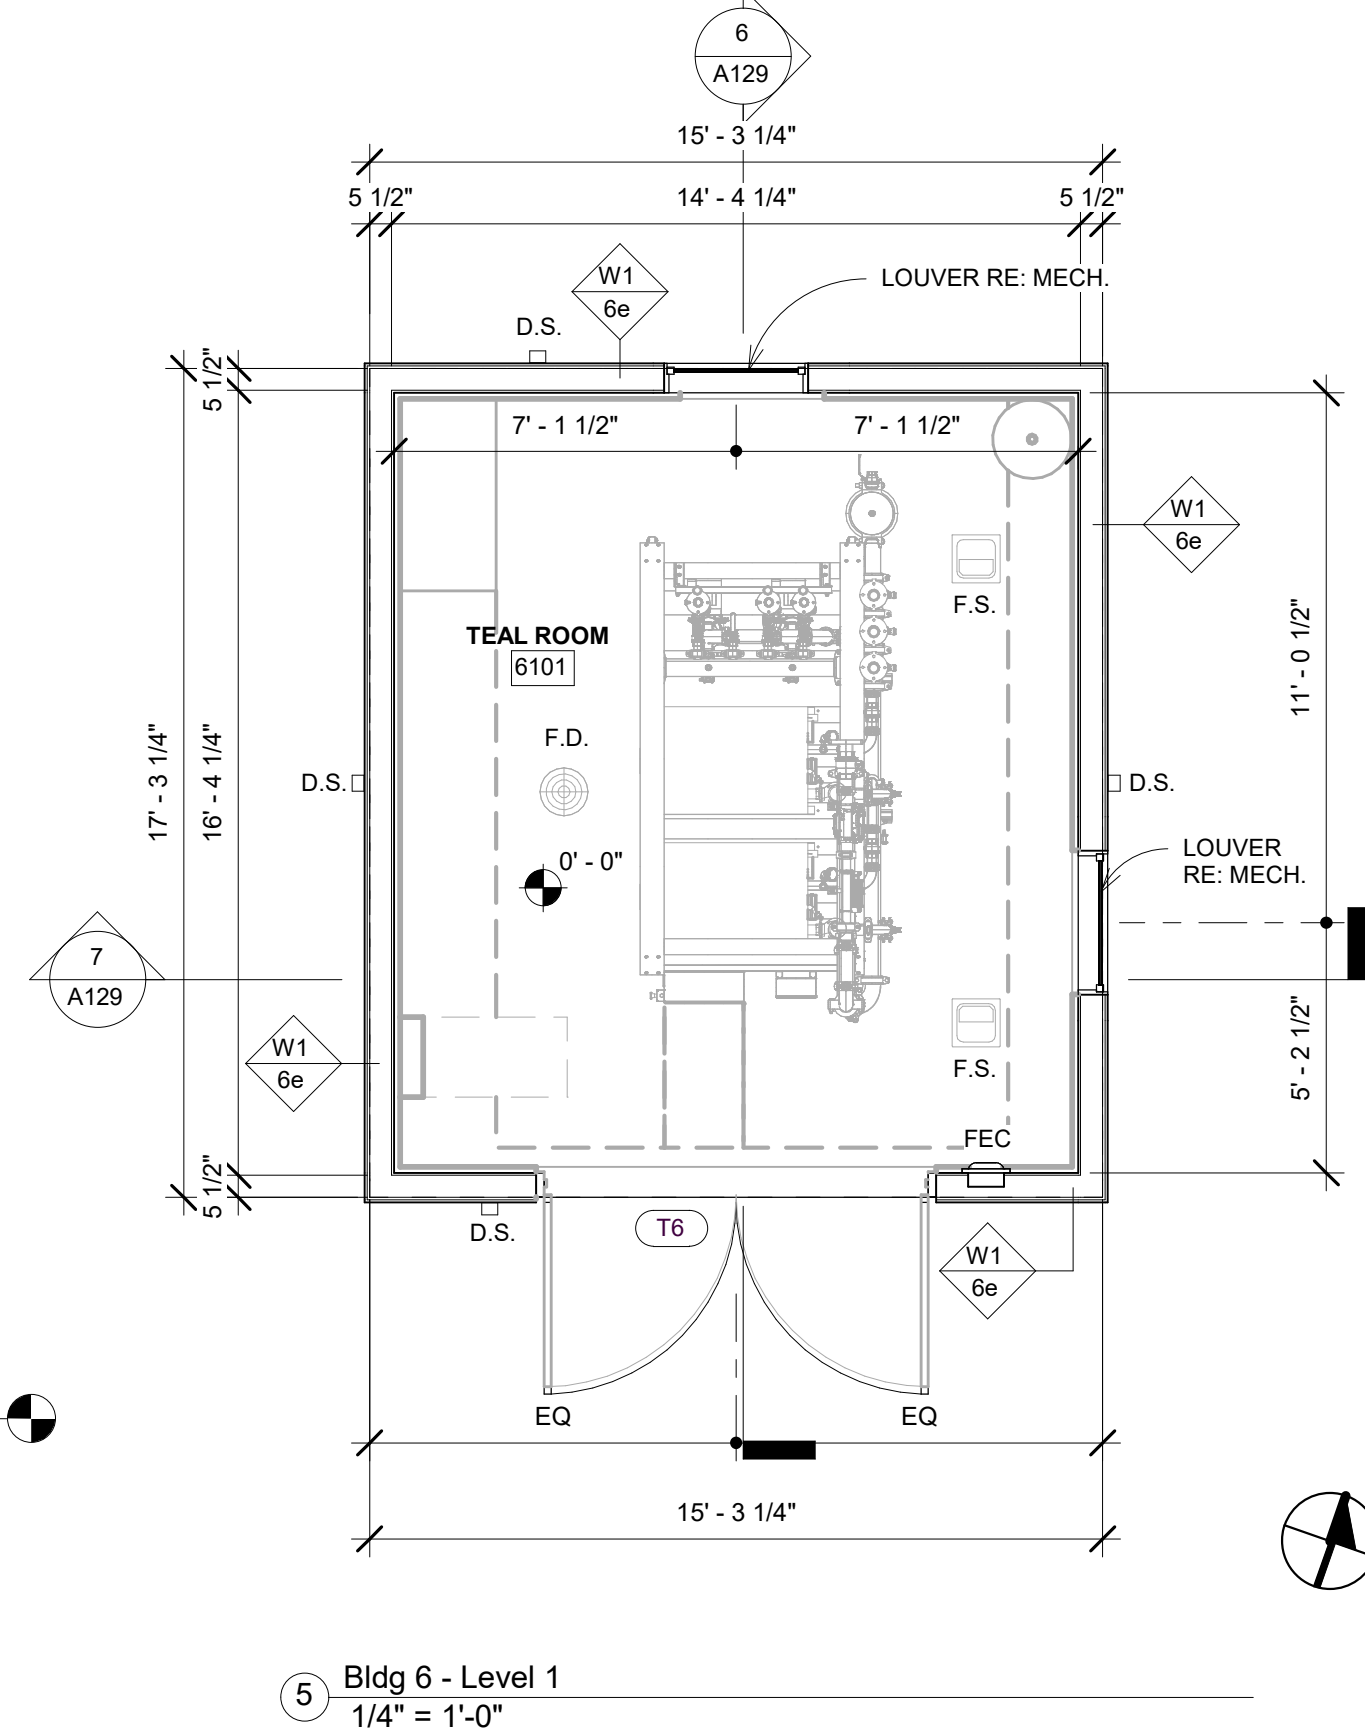 6
A129
15' - 3 1/4"
5 1/2"
14' - 4 1/4"
5 1/2"
W1
6e
LOUVER RE: MECH.
D.S.
5 1/2"
7' - 1 1/2"
7' - 1 1/2"
W1
6e
F.S.
TEAL ROOM
6101
11' - 0 1/2"
F.D.
17' - 3 1/4"
16' - 4 1/4"
D.S.
D.S.
0' - 0"
LOUVER
RE: MECH.
7
A129
W1
6e
F.S.
5' - 2 1/2"
FEC
5 1/2"
D.S.
T6
W1
6e
EQ
EQ
15' - 3 1/4"
5
Bldg 6 - Level 1
1/4" = 1'-0"